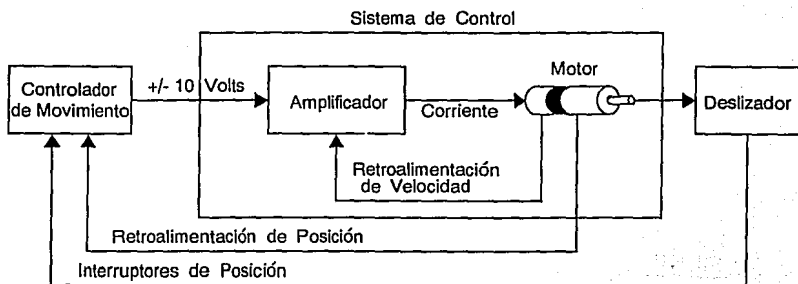 Sistema de Control
Controlador
de Movimiento
+/- 10 Volts
Amplificador
Corriente
Motor
Deslizador
Retroalimentación
de Velocidad
Retroalimentación de Posición
Interruptores de Posición